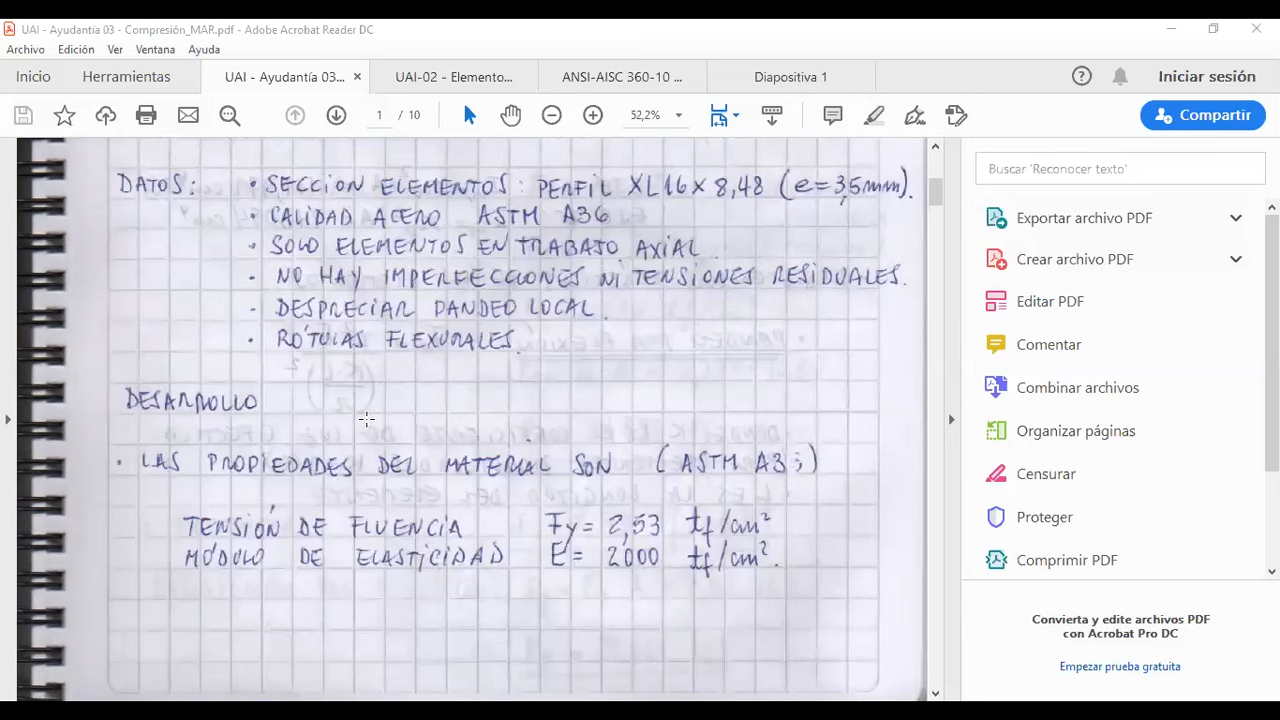 UAI - Ayudantía 03 - Compresión_MAR.pdf - Adobe Acrobat Reader DC
Archivo Edición Ver Ventana Ayuda
Inicio Herramientas UAI - Ayudantía 03... × UAI-02 - Elemento... ANSI-AISC 360-10 ... Diapositiva 1 Iniciar sesión
1 / 10 52,2% Compartir
DATOS: • SECCION ELEMENTOS: PERFIL XL16 x 8,48 (e=3,5mm).
• CALIDAD ACERO ASTM A36
• SOLO ELEMENTOS EN TRABAJO AXIAL.
• NO HAY IMPERFECCIONES NI TENSIONES RESIDUALES.
• DESPRECIAR PANDEO LOCAL.
• RÓTULAS FLEXURALES.
DESARROLLO
• LAS PROPIEDADES DEL MATERIAL SON (ASTM A3;)
TENSIÓN DE FLUENCIA Fy = 2,53 tf/cm²
MÓDULO DE ELASTICIDAD E = 2000 tf/cm².
Buscar 'Reconocer texto'
Exportar archivo PDF
Crear archivo PDF
Editar PDF
Comentar
Combinar archivos
Organizar páginas
Censurar
Proteger
Comprimir PDF
Convierta y edite archivos PDF
con Acrobat Pro DC
Empezar prueba gratuita